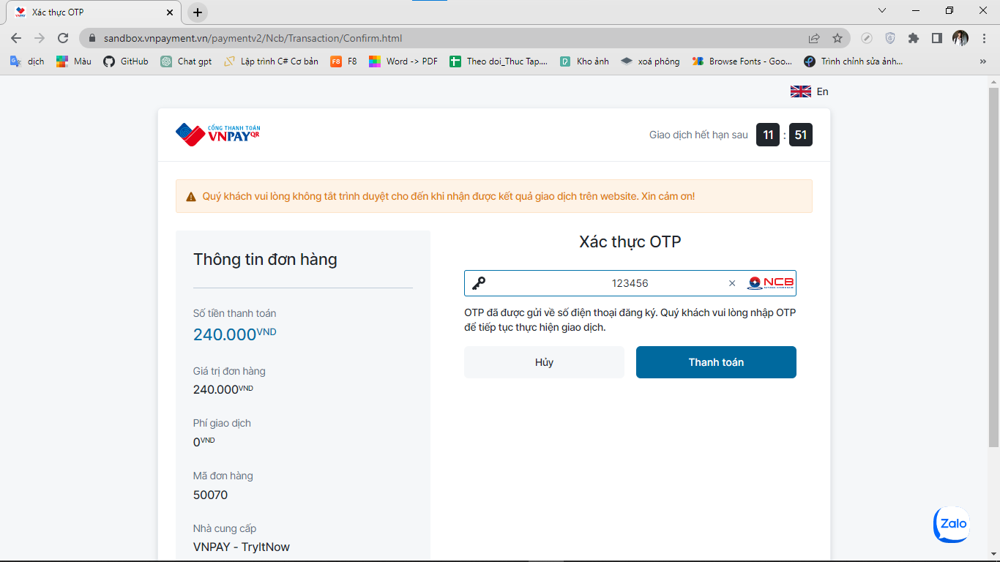 Xác thực OTP
sandbox.vnpayment.vn/paymentv2/Ncb/Transaction/Confirm.html
dịch Màu GitHub Chat gpt Lập trình C# Cơ bản F8 F8 Word -> PDF Theo doi_Thuc Tap.... Kho ảnh xoá phông Browse Fonts - Goo... Trình chỉnh sửa ảnh...
En
CỔNG THANH TOÁN
VNPAYQR
Giao dịch hết hạn sau 11 : 51
Quý khách vui lòng không tắt trình duyệt cho đến khi nhận được kết quả giao dịch trên website. Xin cảm ơn!
Thông tin đơn hàng
Số tiền thanh toán
240.000VND
Giá trị đơn hàng
240.000VND
Phí giao dịch
0VND
Mã đơn hàng
50070
Nhà cung cấp
VNPAY - TryItNow
Xác thực OTP
123456 NCB
OTP đã được gửi về số điện thoại đăng ký. Quý khách vui lòng nhập OTP
để tiếp tục thực hiện giao dịch.
Hủy Thanh toán
Zalo